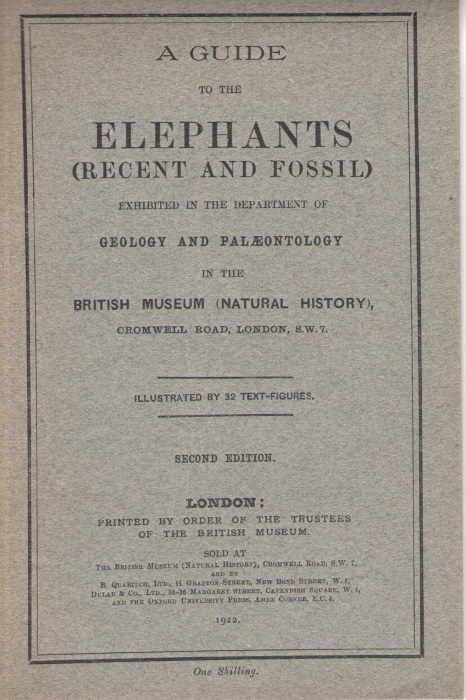 A GUIDE
TO THE
ELEPHANTS
(RECENT AND FOSSIL)
EXHIBITED IN THE DEPARTMENT OF
GEOLOGY AND PALÆONTOLOGY
IN THE
BRITISH MUSEUM (NATURAL HISTORY),
CROMWELL ROAD, LONDON, S.W. 7.
ILLUSTRATED BY 32 TEXT-FIGURES.
SECOND EDITION.
LONDON:
PRINTED BY ORDER OF THE TRUSTEES
OF THE BRITISH MUSEUM.
SOLD AT
THE BRITISH MUSEUM (NATURAL HISTORY), CROMWELL ROAD, S.W. 7,
AND BY
B. QUARITCH, LTD., 11 GRAFTON STREET, NEW BOND STREET, W. 1,
DULAU & CO., LTD., 34-36 MARGARET STREET, CAVENDISH SQUARE, W. 1,
AND THE OXFORD UNIVERSITY PRESS, AMEN CORNER, E.C. 4.
1922.
One Shilling.